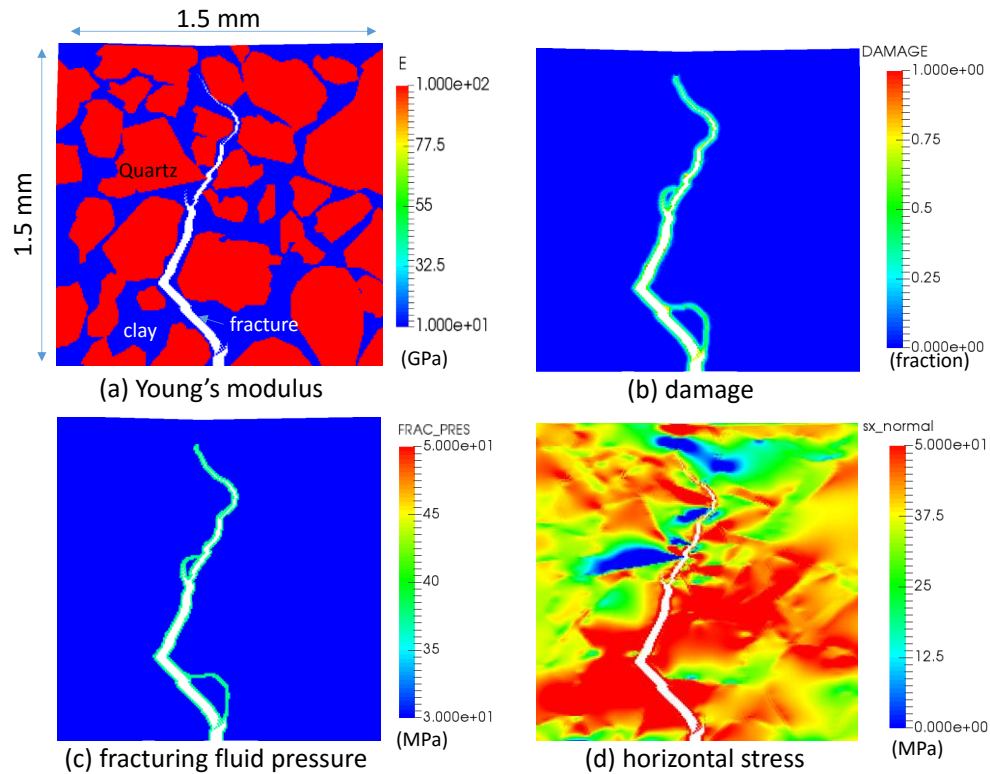 1.5 mm
1.5 mm
E
1.000e+02
77.5
55
32.5
1.000e+01
(GPa)
Quartz
clay
fracture
(a) Young's modulus
DAMAGE
1.000e+00
0.75
0.5
0.25
0.000e+00
(fraction)
(b) damage
FRAC_PRES
5.000e+01
45
40
35
3.000e+01
(MPa)
(c) fracturing fluid pressure
sx_normal
5.000e+01
37.5
25
12.5
0.000e+00
(MPa)
(d) horizontal stress